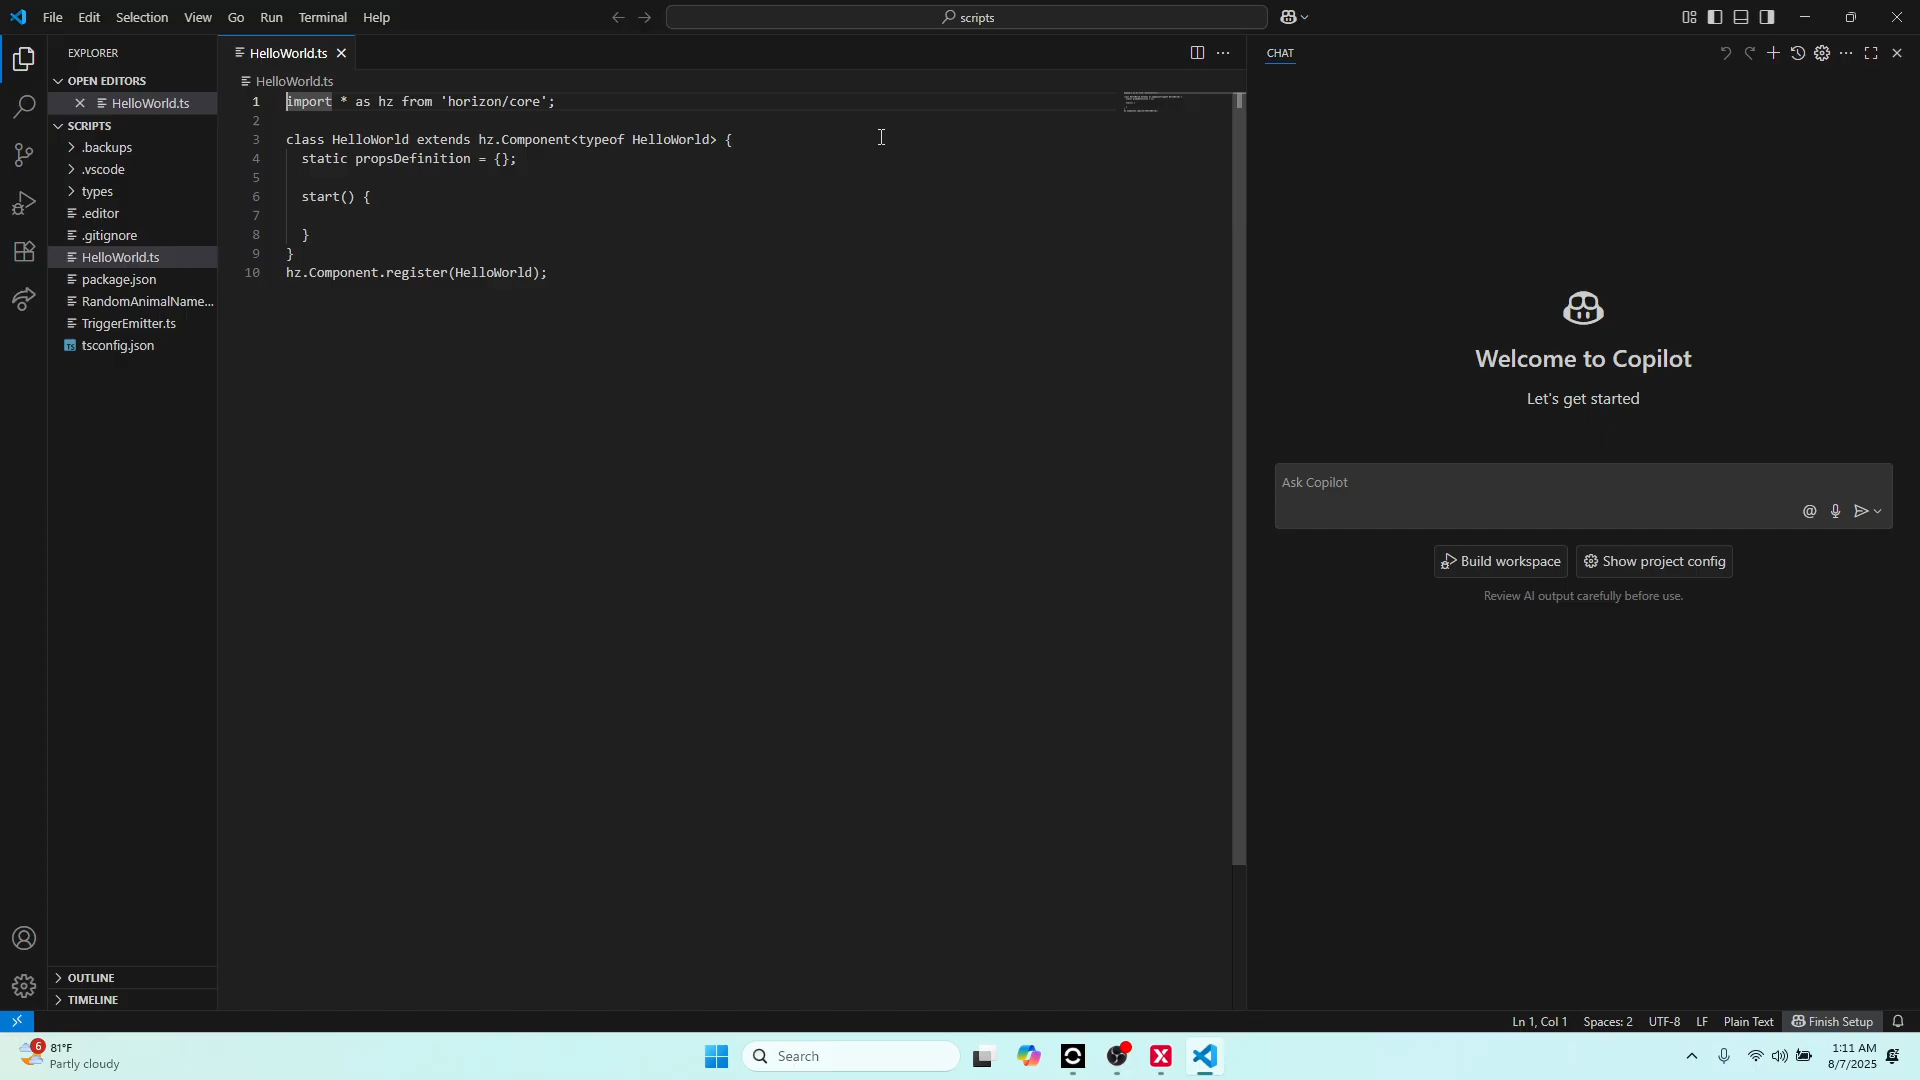 File Edit Selection View Go Run Terminal Help
scripts
EXPLORER
OPEN EDITORS
HelloWorld.ts
SCRIPTS
.backups
.vscode
types
.editor
.gitignore
HelloWorld.ts
package.json
RandomAnimalName...
TriggerEmitter.ts
tsconfig.json
OUTLINE
TIMELINE
HelloWorld.ts
HelloWorld.ts
1 import * as hz from 'horizon/core';
2
3 class HelloWorld extends hz.Component<typeof HelloWorld> {
4 static propsDefinition = {};
5
6 start() {
7
8 }
9 }
10 hz.Component.register(HelloWorld);
CHAT
Welcome to Copilot
Let's get started
Ask Copilot
Build workspace Show project config
Review AI output carefully before use.
Ln 1, Col 1 Spaces: 2 UTF-8 LF Plain Text Finish Setup
6
81°F
Partly cloudy
Search
1:11 AM
8/7/2025